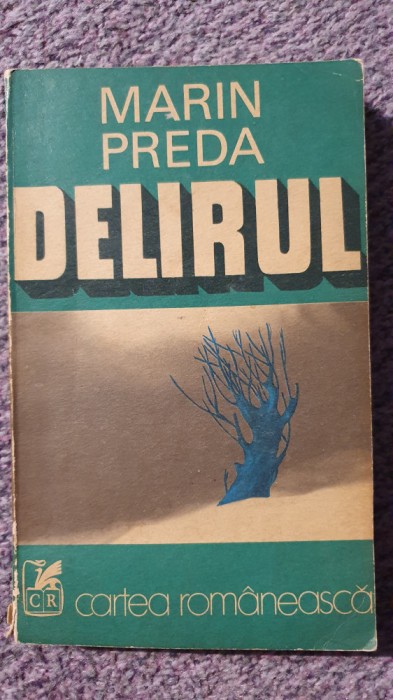 MARIN
PREDA
DELIRUL
CR
cartea românească